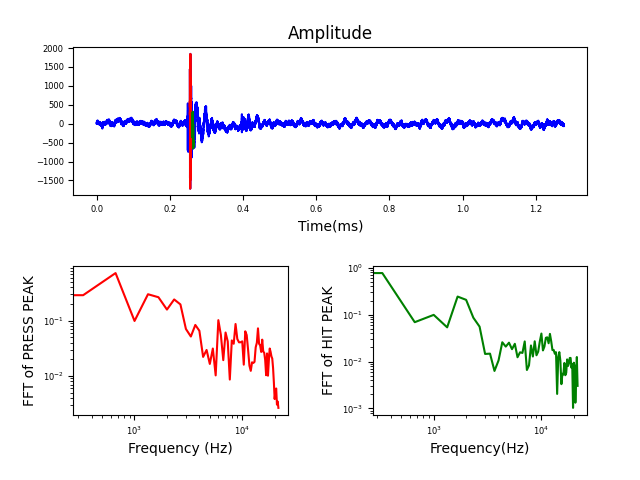 Amplitude
2000
1500
1000
500
0
−500
−1000
−1500
0.0 0.2 0.4 0.6 0.8 1.0 1.2
Time(ms)
FFT of PRESS PEAK
10⁻¹
10⁻²
10³ 10⁴
Frequency (Hz)
FFT of HIT PEAK
10⁰
10⁻¹
10⁻²
10⁻³
10³ 10⁴
Frequency(Hz)